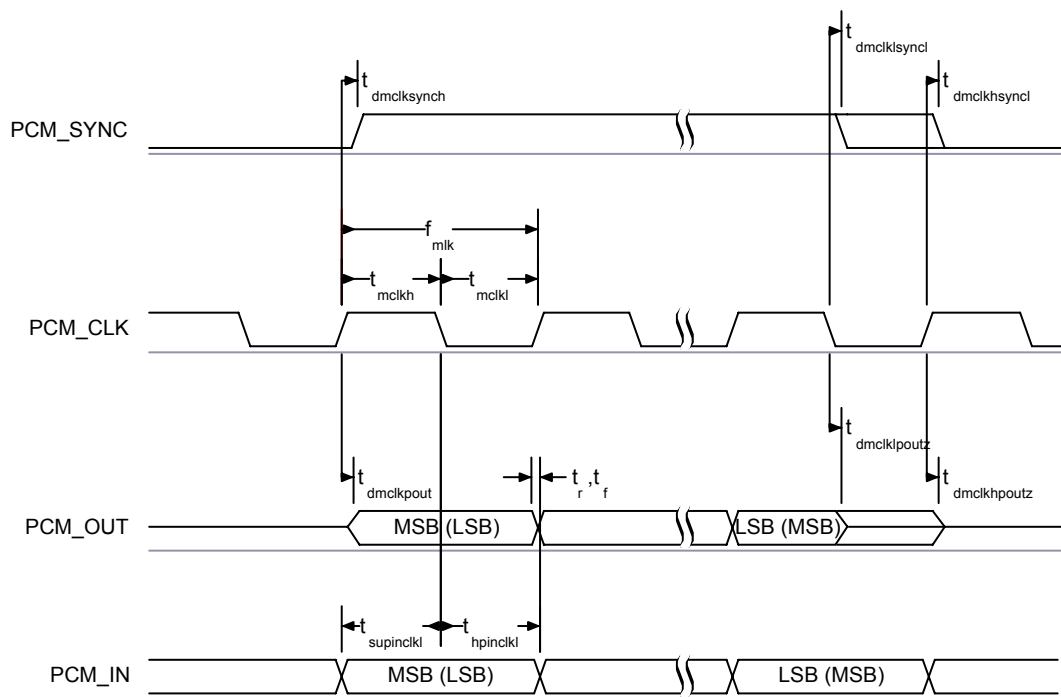 t dmclklsyncl
t dmclksynch
t dmclkhsyncl
PCM_SYNC
f mlk
t mclkh
t mclkl
PCM_CLK
t dmclklpoutz
t dmclkpout
t r ,t f
t dmclkhpoutz
PCM_OUT
MSB (LSB)
LSB (MSB)
t supinclkl
t hpinclkl
PCM_IN
MSB (LSB)
LSB (MSB)